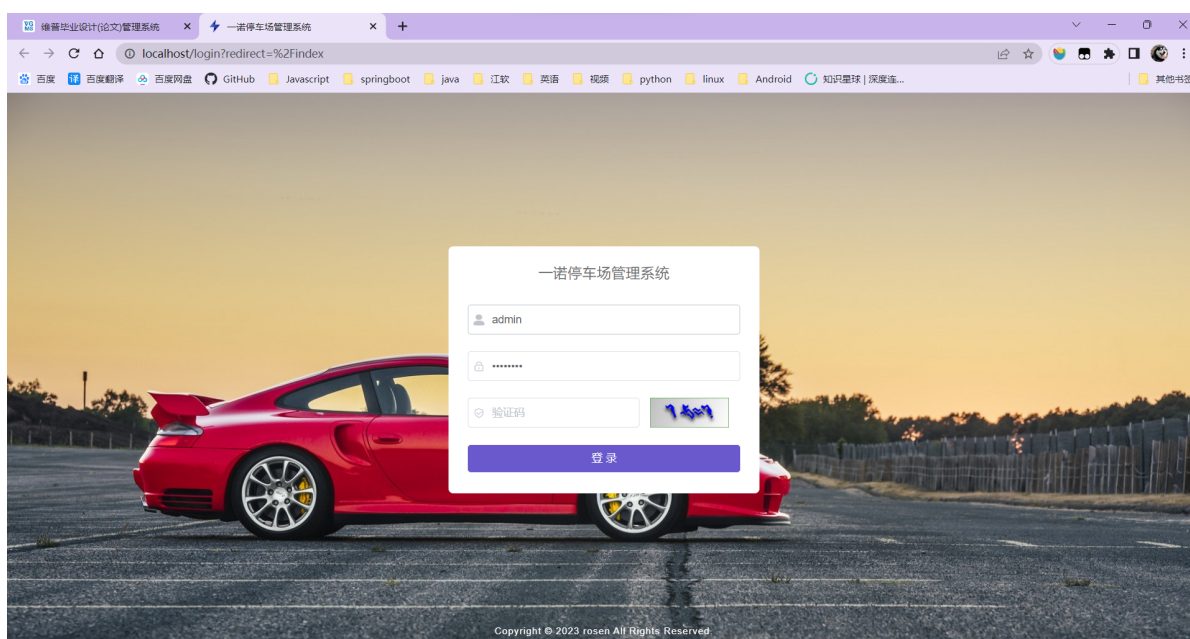 维普毕业设计(论文)管理系统
一诺停车场管理系统
localhost/login?redirect=%2Findex
百度 百度翻译 百度网盘 GitHub Javascript springboot java 江软 英语 视频 python linux Android 知识星球 | 深度连... 其他书签
一诺停车场管理系统
admin
••••••••
验证码
登 录
Copyright © 2023 rosen All Rights Reserved.